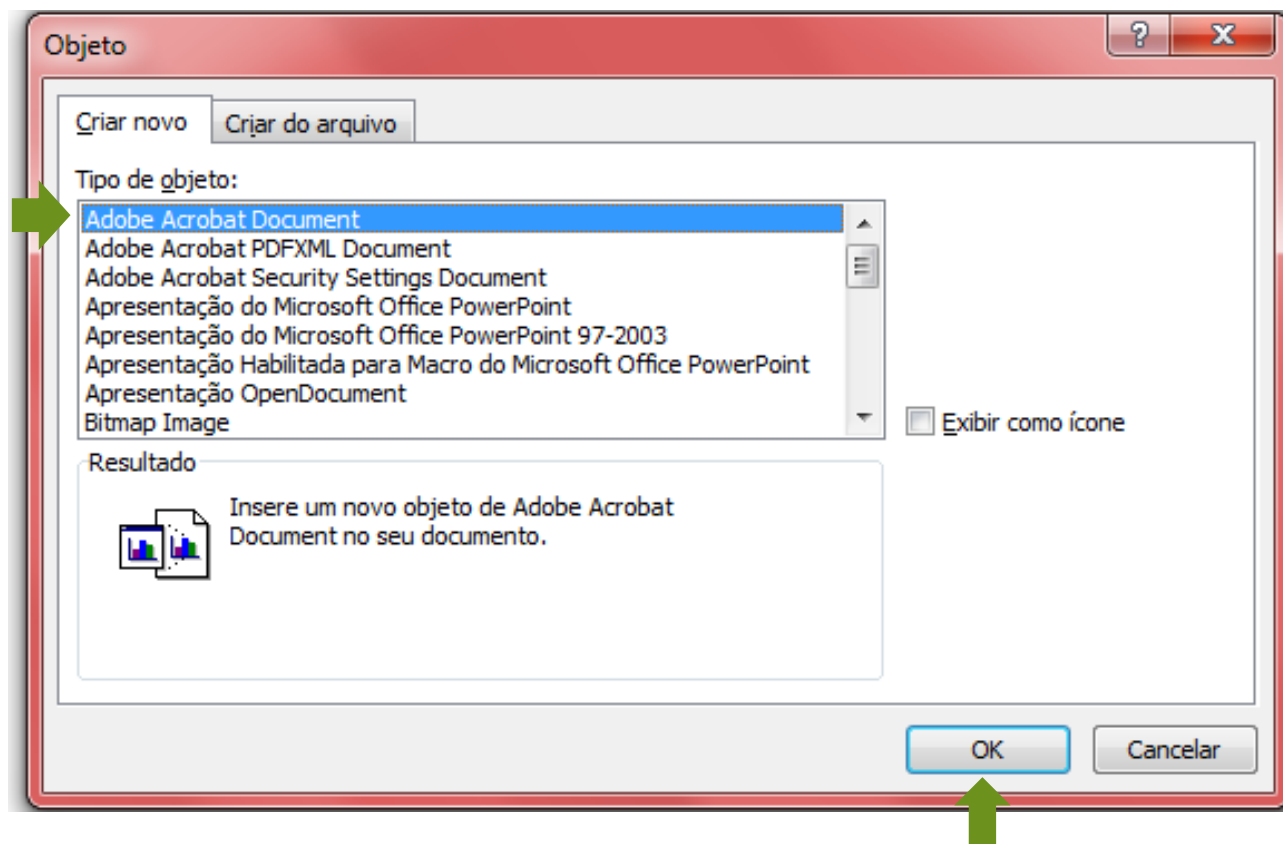 Objeto
Criar novo
Criar do arquivo
Tipo de objeto:
Adobe Acrobat Document
Adobe Acrobat PDFXML Document
Adobe Acrobat Security Settings Document
Apresentação do Microsoft Office PowerPoint
Apresentação do Microsoft Office PowerPoint 97-2003
Apresentação Habilitada para Macro do Microsoft Office PowerPoint
Apresentação OpenDocument
Bitmap Image
Exibir como ícone
Resultado
Insere um novo objeto de Adobe Acrobat
Document no seu documento.
OK
Cancelar